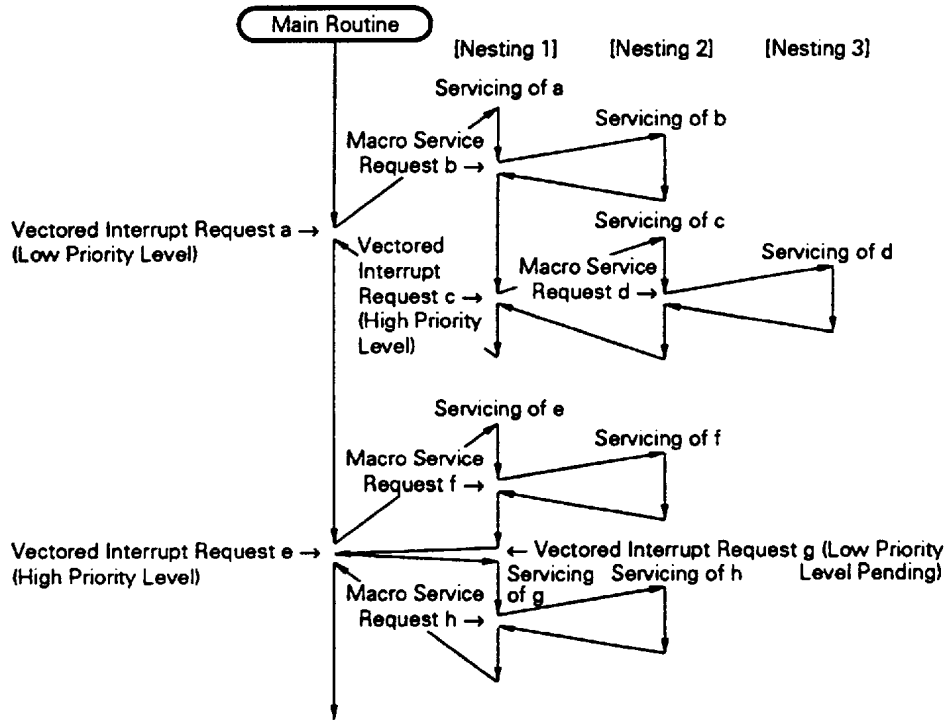 Main Routine
[Nesting 1] [Nesting 2] [Nesting 3]
Servicing of a
Servicing of b
Macro Service
Request b →
Vectored Interrupt Request a →
(Low Priority Level)
Servicing of c
Vectored
Interrupt
Request c →
(High Priority
Level)
Macro Service
Request d →
Servicing of d
Servicing of e
Servicing of f
Macro Service
Request f →
Vectored Interrupt Request e →
(High Priority Level)
← Vectored Interrupt Request g (Low Priority
Level Pending)
Servicing
of g
Servicing of h
Macro Service
Request h →